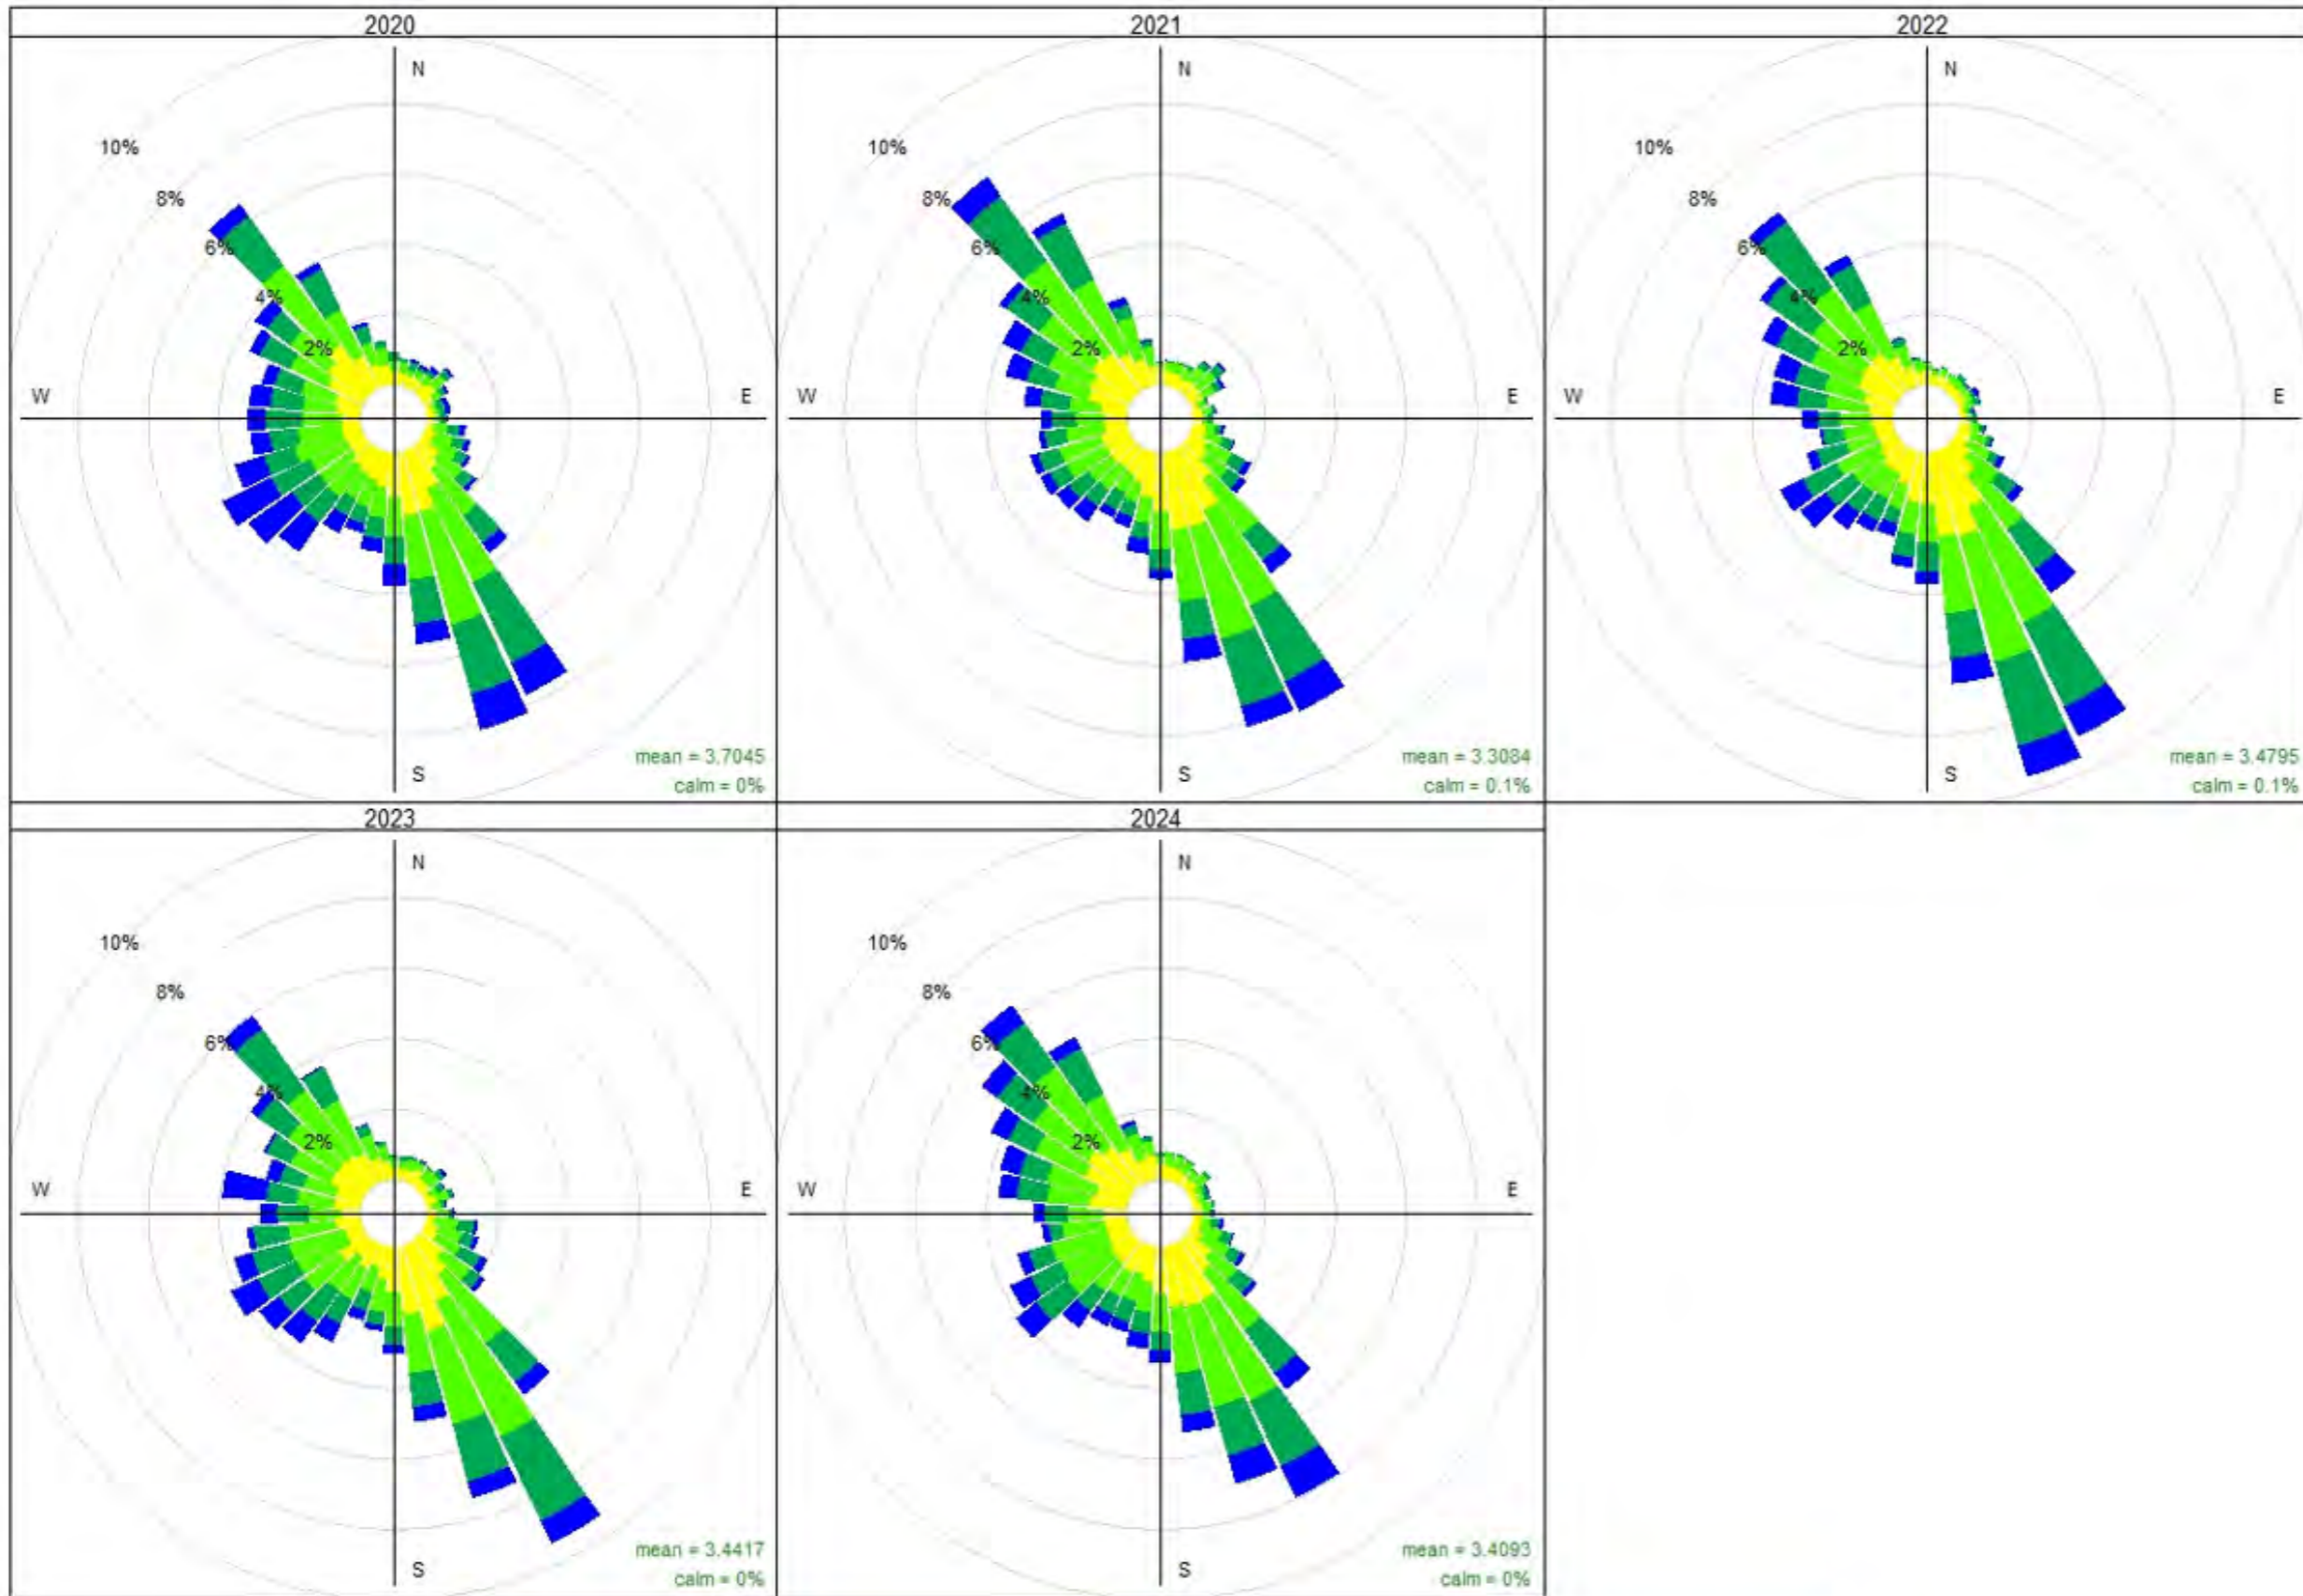 2020
2021
2022
N
N
N
10%
10%
10%
8%
8%
8%
6%
6%
6%
4%
4%
4%
2%
2%
2%
W
E
W
E
W
E
mean = 3.7045
mean = 3.3084
mean = 3.4795
S
calm = 0%
S
calm = 0.1%
S
calm = 0.1%
2023
2024
N
N
10%
10%
8%
8%
6%
6%
4%
4%
2%
2%
W
E
W
E
mean = 3.4417
mean = 3.4093
S
calm = 0%
S
calm = 0%